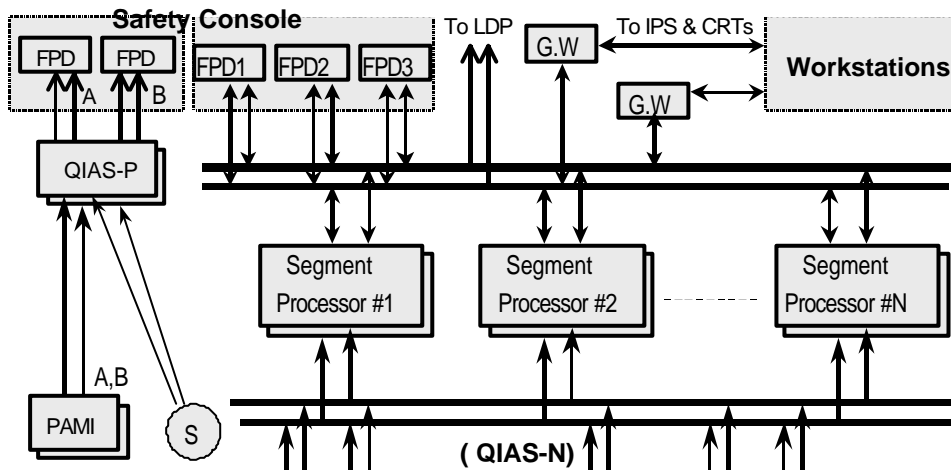 Safety Console
FPD
FPD
FPD1
FPD2
FPD3
To LDP
G.W
To IPS & CRTs
Workstations
G.W
A
B
QIAS-P
Segment
Processor #1
Segment
Processor #2
Segment
Processor #N
A,B
PAMI
S
( QIAS-N)